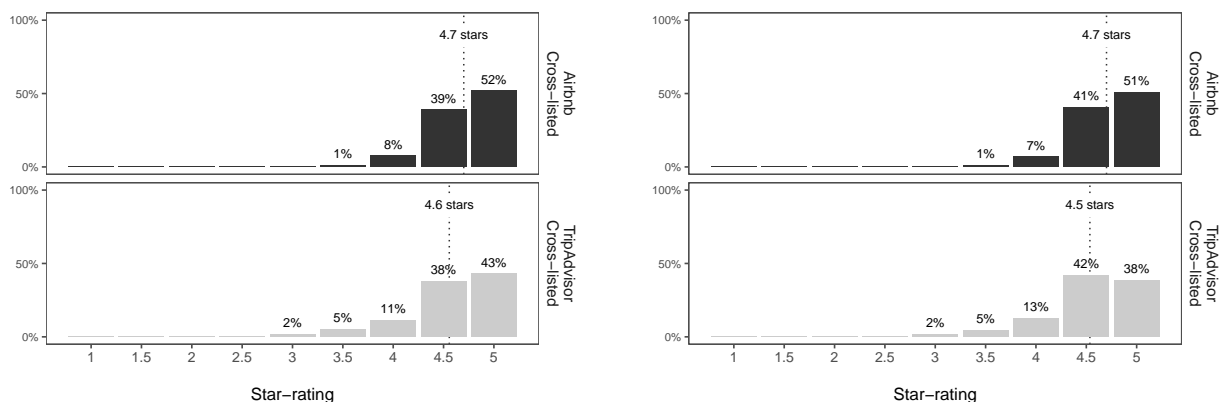 100%
50%
0%
4.7 stars
1%
8%
39%
52%
Airbnb
Cross−listed
100%
50%
0%
4.6 stars
2%
5%
11%
38%
43%
TripAdvisor
Cross−listed
1 1.5 2 2.5 3 3.5 4 4.5 5
Star−rating
100%
50%
0%
4.7 stars
1%
7%
41%
51%
Airbnb
Cross−listed
100%
50%
0%
4.5 stars
2%
5%
13%
42%
38%
TripAdvisor
Cross−listed
1 1.5 2 2.5 3 3.5 4 4.5 5
Star−rating